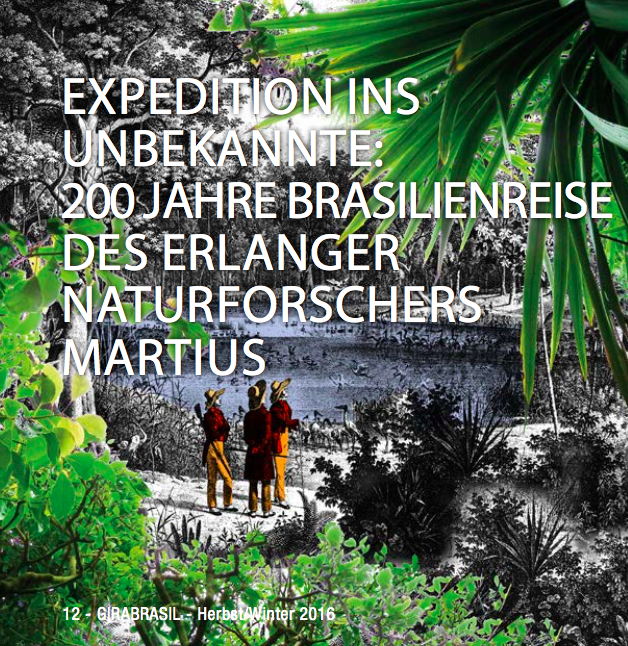 EXPEDITION INS
UNBEKANNTE:
200 JAHRE BRASILIENREISE
DES ERLANGER
NATURFORSCHERS
MARTIUS
12 - GIRABRASIL - Herbst/Winter 2016